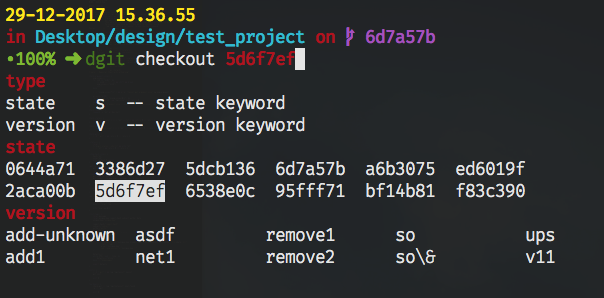 29-12-2017 15.36.55
in Desktop/design/test_project on 6d7a57b
•100% ➜dgit checkout 5d6f7ef
type
state    s  -- state keyword
version  v  -- version keyword
state
0644a71  3386d27  5dcb136  6d7a57b  a6b3075  ed6019f
2aca00b  5d6f7ef  6538e0c  95fff71  bf14b81  f83c390
version
add-unknown  asdf         remove1      so           ups
add1         net1         remove2      so\&         v11